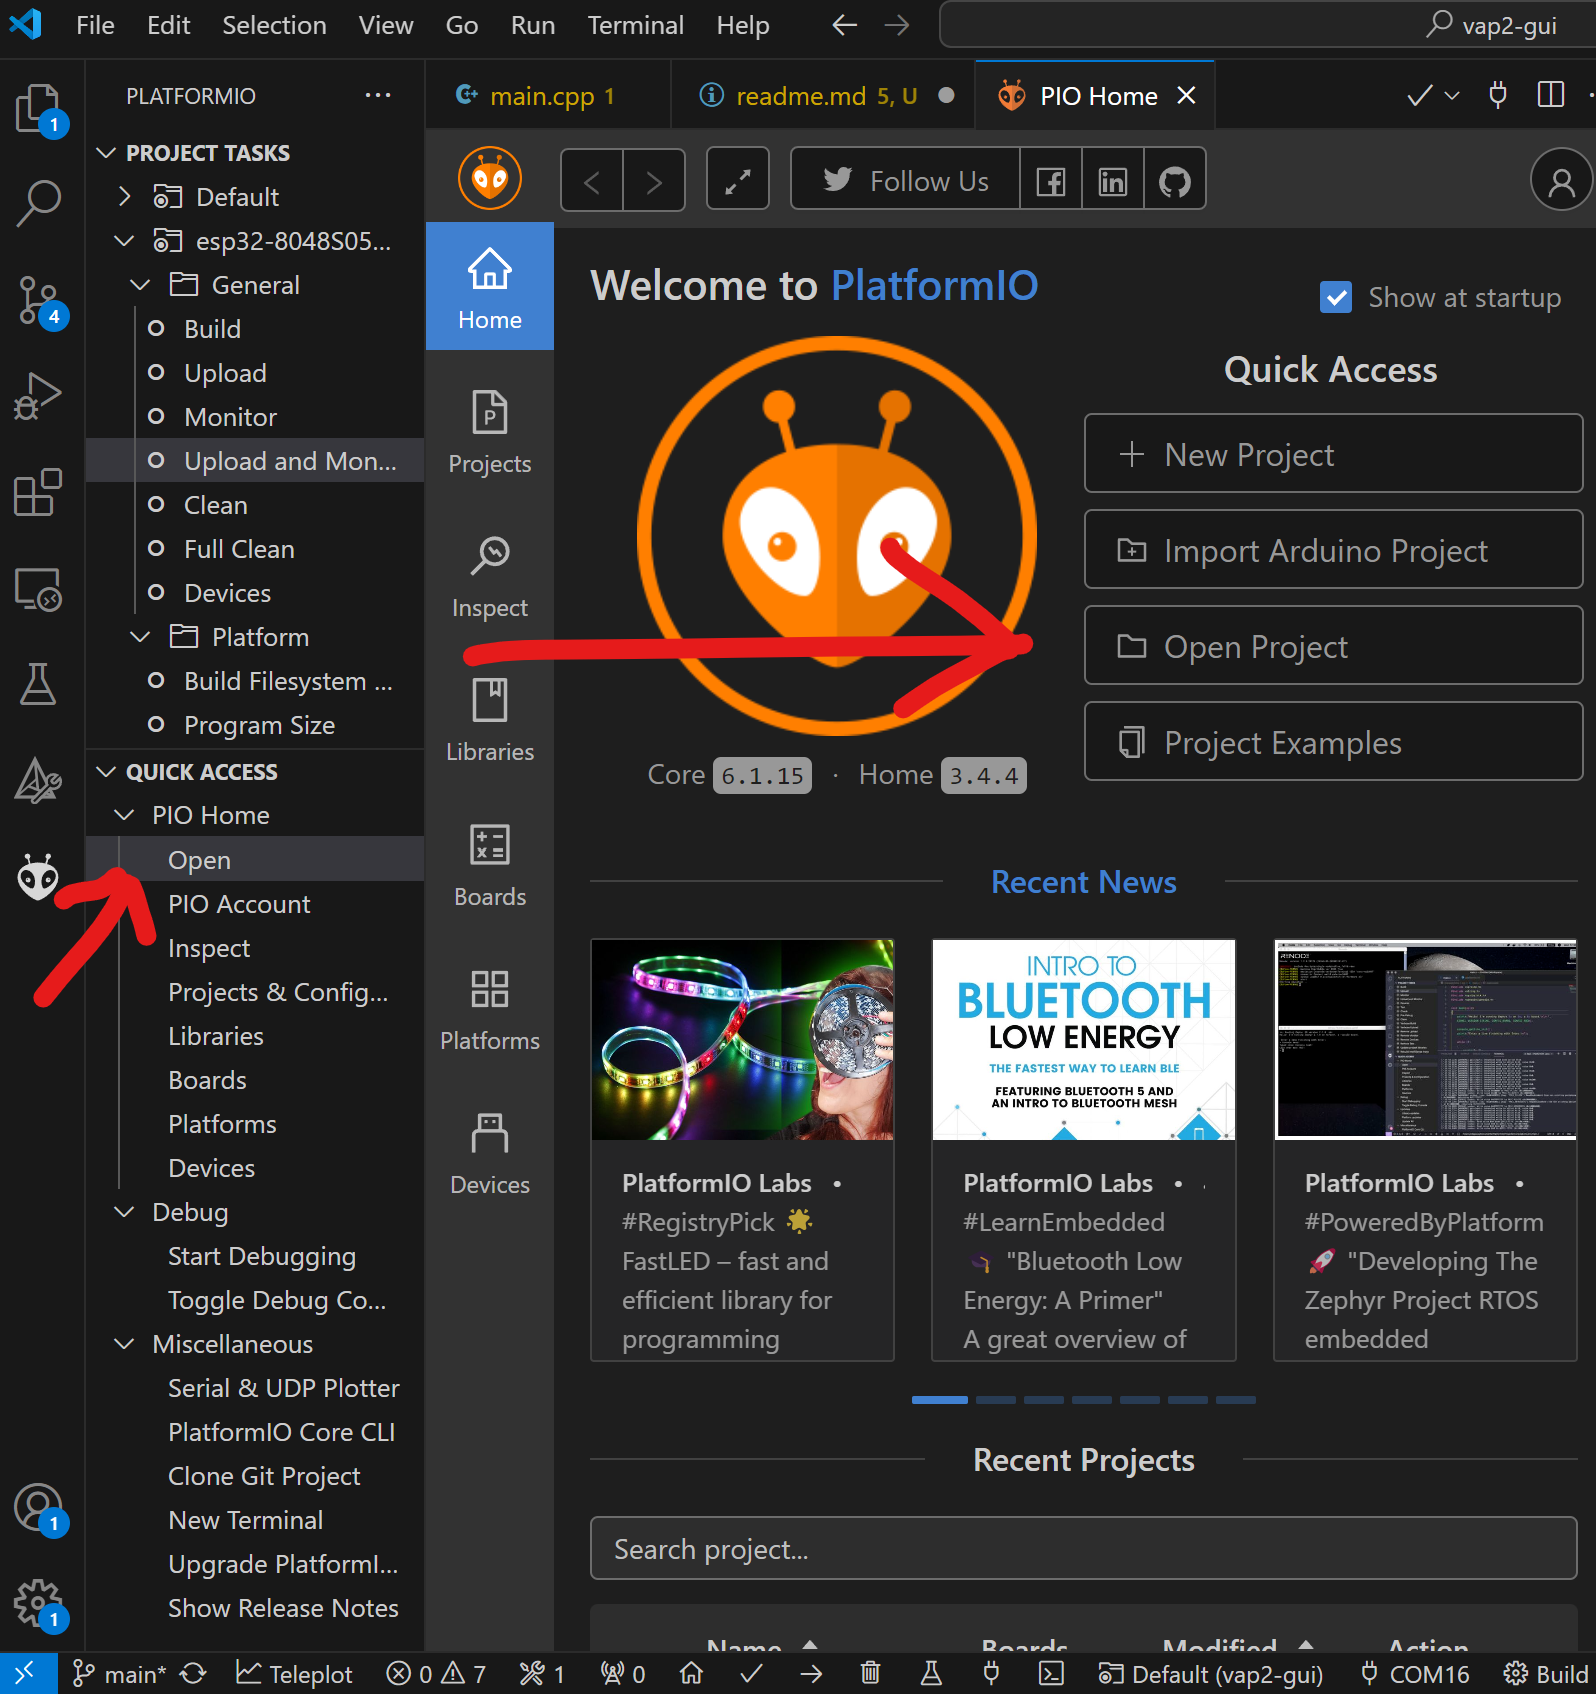 File Edit Selection View Go Run Terminal Help
vap2-gui
1
4
1
1
PLATFORMIO
PROJECT TASKS
Default
esp32-8048S05...
General
Build
Upload
Monitor
Upload and Mon...
Clean
Full Clean
Devices
Platform
Build Filesystem ...
Program Size
QUICK ACCESS
PIO Home
Open
PIO Account
Inspect
Projects & Config...
Libraries
Boards
Platforms
Devices
Debug
Start Debugging
Toggle Debug Co...
Miscellaneous
Serial & UDP Plotter
PlatformIO Core CLI
Clone Git Project
New Terminal
Upgrade PlatformI...
Show Release Notes
main.cpp 1
readme.md 5, U
PIO Home
Follow Us
Home
Projects
Inspect
Libraries
Boards
Platforms
Devices
Welcome to PlatformIO
Show at startup
Core 6.1.15 · Home 3.4.4
Quick Access
New Project
Import Arduino Project
Open Project
Project Examples
Recent News
PlatformIO Labs •
#RegistryPick 🌟
FastLED – fast and
efficient library for
programming
INTRO TO
BLUETOOTH
LOW ENERGY
THE FASTEST WAY TO LEARN BLE
FEATURING BLUETOOTH 5 AND
AN INTRO TO BLUETOOTH MESH
PlatformIO Labs •
#LearnEmbedded
🎓 "Bluetooth Low
Energy: A Primer"
A great overview of
RENODE
PlatformIO Labs •
#PoweredByPlatform
🚀 "Developing The
Zephyr Project RTOS
embedded
Recent Projects
Search project...
Name Boards Modified Action
main* Teleplot 0 7 1 0 Default (vap2-gui) COM16 Build